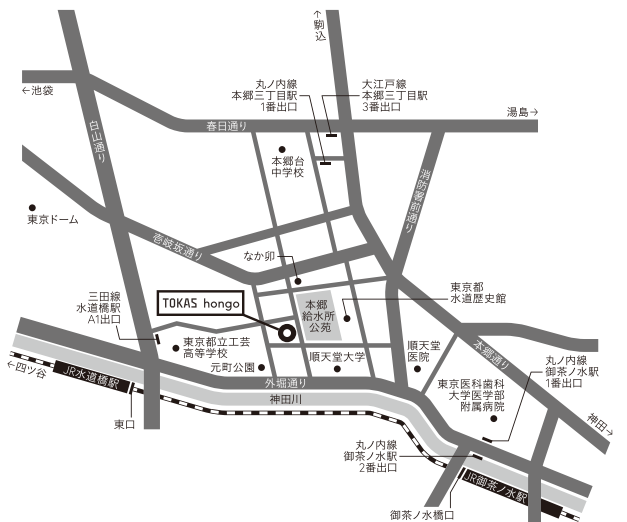 ←駒込
←池袋
白山通り
春日通り
丸ノ内線
本郷三丁目駅
1番出口
大江戸線
本郷三丁目駅
3番出口
湯島→
本郷台
中学校
消防署前通り
東京ドーム
壱岐坂通り
なか卯
三田線
水道橋駅
A1出口
TOKAS hongo
本郷
給水所
公苑
東京都
水道歴史館
東京都立工芸
高等学校
元町公園
順天堂大学
順天堂
医院
本郷通り
丸ノ内線
御茶ノ水駅
1番出口
←四ツ谷
JR水道橋駅
外堀通り
神田川
東京医科歯科
大学医学部
附属病院
神田→
東口
丸ノ内線
御茶ノ水駅
2番出口
JR御茶ノ水駅
御茶ノ水橋口